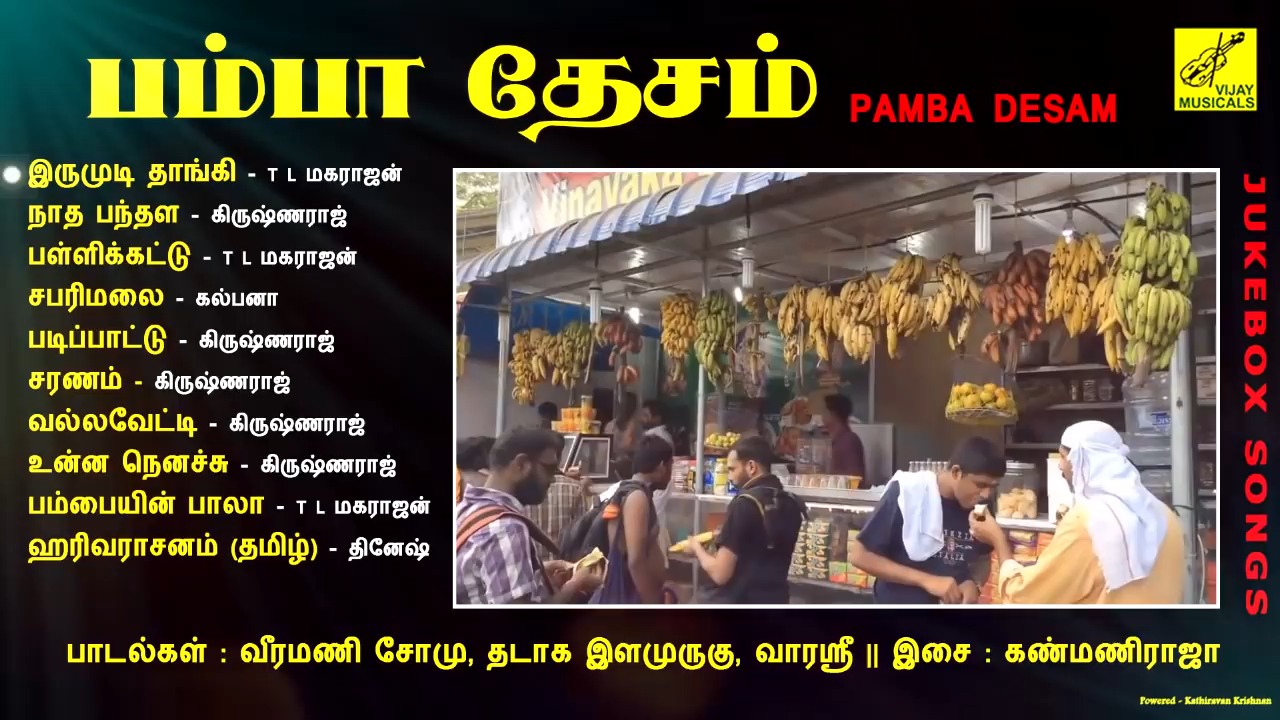 பம்பா தேசம்
PAMBA DESAM
VIJAY
MUSICALS
இருமுடி தாங்கி - T L மகராஜன்
நாத பந்தள - கிருஷ்ணராஜ்
பள்ளிக்கட்டு - T L மகராஜன்
சபரிமலை - கல்பனா
படிப்பாட்டு - கிருஷ்ணராஜ்
சரணம் - கிருஷ்ணராஜ்
வல்லவேட்டி - கிருஷ்ணராஜ்
உன்ன நெனச்சு - கிருஷ்ணராஜ்
பம்பையின் பாலா - T L மகராஜன்
ஹரிவராசனம் (தமிழ்) - தினேஷ்
Vinayaka
JUKEBOX SONGS
பாடல்கள் : வீரமணி சோமு, தடாக இளமுருகு, வாரஸ்ரீ || இசை : கண்மணிராஜா
Powered - Kathiravan Krishnan